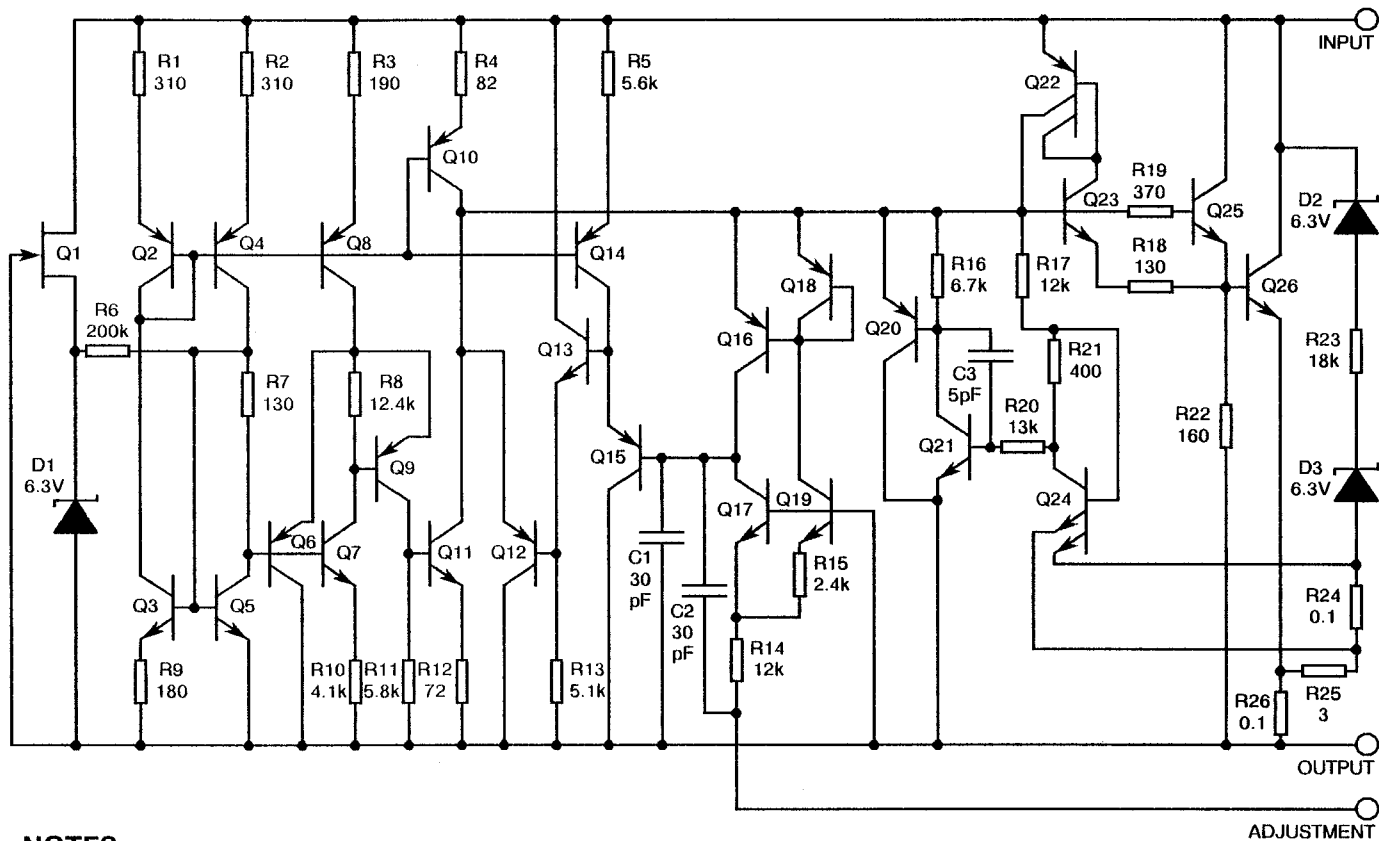 INPUT
R1
310
R2
310
R3
190
R4
82
R5
5.6k
Q22
Q10
R19
370
Q23
Q25
D2
6.3V
Q1
Q2
Q4
Q8
Q14
Q18
R16
6.7k
R17
12k
R18
130
Q26
R6
200k
Q13
Q16
Q20
C3
5pF
R21
400
R23
18k
R7
130
R8
12.4k
R20
13k
R22
160
Q9
Q15
Q21
D1
6.3V
D3
6.3V
Q17
Q19
Q24
Q6
Q7
Q11
Q12
C1
30
pF
R15
2.4k
C2
30
pF
Q3
Q5
R24
0.1
R9
180
R10
4.1k
R11
5.8k
R12
72
R13
5.1k
R14
12k
R25
3
R26
0.1
OUTPUT
ADJUSTMENT